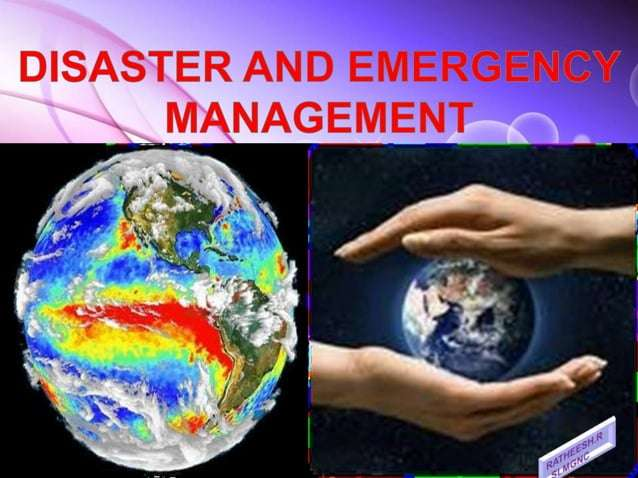 DISASTER AND EMERGENCY
MANAGEMENT
RATHEESH.R
SLMGNC